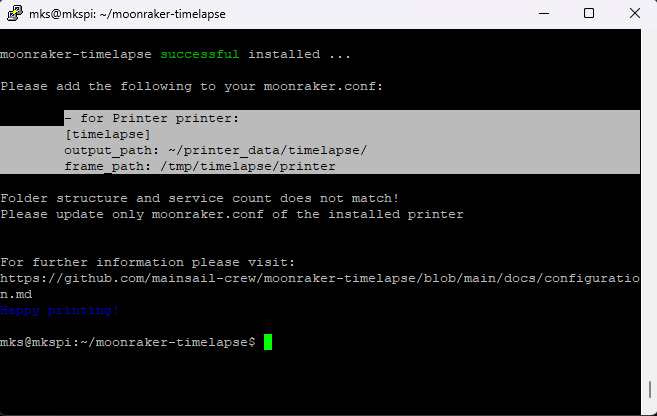 mks@mkspi: ~/moonraker-timelapse
moonraker-timelapse successful installed ...
Please add the following to your moonraker.conf:
- for Printer printer:
[timelapse]
output_path: ~/printer_data/timelapse/
frame_path: /tmp/timelapse/printer
Folder structure and service count does not match!
Please update only moonraker.conf of the installed printer
For further information please visit:
https://github.com/mainsail-crew/moonraker-timelapse/blob/main/docs/configuratio
n.md
Happy printing!
mks@mkspi:~/moonraker-timelapse$